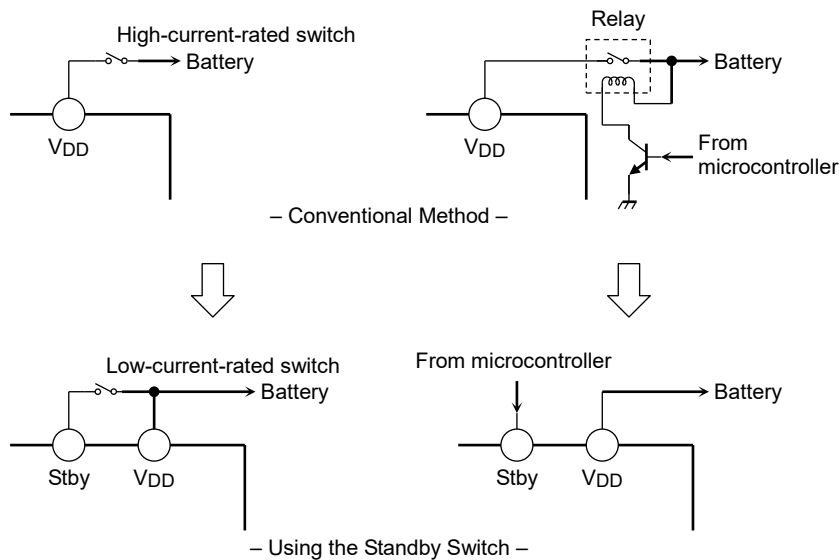 High-current-rated switch
Battery
VDD
Relay
Battery
VDD
From
microcontroller
– Conventional Method –
Low-current-rated switch
Battery
Stby
VDD
From microcontroller
Battery
Stby
VDD
– Using the Standby Switch –